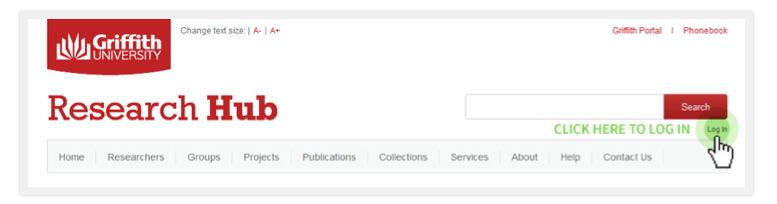 Griffith
UNIVERSITY
Change text size: | A- | A+
Griffith Portal | Phonebook
Research Hub
Search
CLICK HERE TO LOG IN
Log In
Home Researchers Groups Projects Publications Collections Services About Help Contact Us